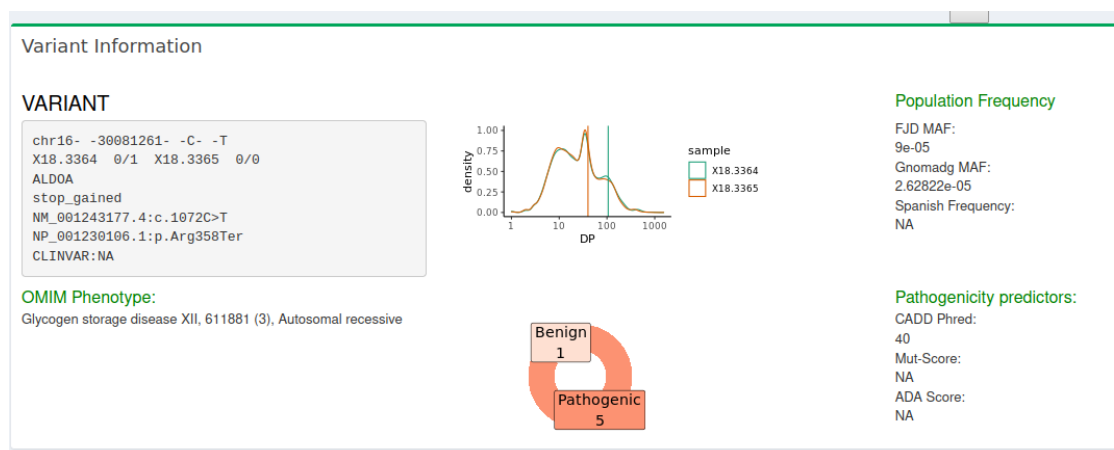 Variant Information
VARIANT
chr16- -30081261- -C- -T
X18.3364 0/1 X18.3365 0/0
ALDOA
stop_gained
NM_001243177.4:c.1072C>T
NP_001230106.1:p.Arg358Ter
CLINVAR:NA
OMIM Phenotype:
Glycogen storage disease XII, 611881 (3), Autosomal recessive
density
1.00
0.75
0.50
0.25
0.00
1 10 100 1000
DP
sample
X18.3364
X18.3365
Benign
1
Pathogenic
5
Population Frequency
FJD MAF:
9e-05
Gnomadg MAF:
2.62822e-05
Spanish Frequency:
NA
Pathogenicity predictors:
CADD Phred:
40
Mut-Score:
NA
ADA Score:
NA